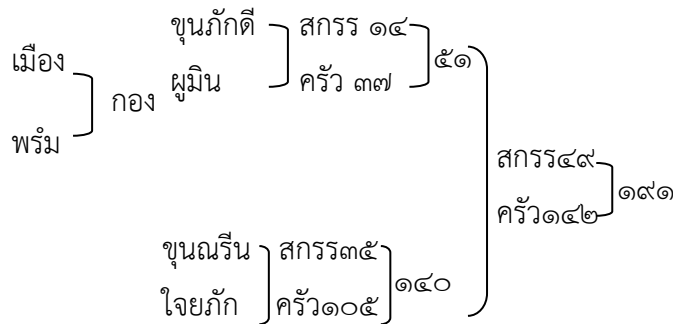 ขุนภักดี สกรร ๑๔
เมือง ๕๑
ผูมิน ครัว ๓๗
กอง
พรํม
สกรร๔๙
๑๙๑
ครัว๑๔๒
ขุนณรีน สกรร๓๕
๑๔๐
ใจยภัก ครัว๑๐๕